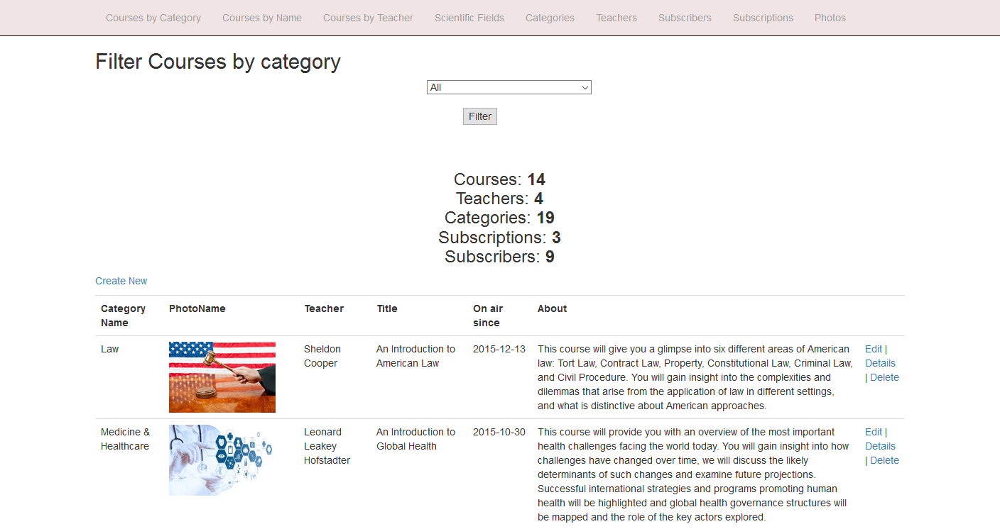 Courses by Category Courses by Name Courses by Teacher Scientific Fields Categories Teachers Subscribers Subscriptions Photos
Filter Courses by category
All
Filter
Courses: 14
Teachers: 4
Categories: 19
Subscriptions: 3
Subscribers: 9
Create New
Category Name
PhotoName
Teacher
Title
On air since
About
Law
Sheldon
Cooper
An Introduction to
American Law
2015-12-13
This course will give you a glimpse into six different areas of American
law: Tort Law, Contract Law, Property, Constitutional Law, Criminal Law,
and Civil Procedure. You will gain insight into the complexities and
dilemmas that arise from the application of law in different settings,
and what is distinctive about American approaches.
Edit |
Details
| Delete
Medicine &
Healthcare
Leonard
Leakey
Hofstadter
An Introduction to
Global Health
2015-10-30
This course will provide you with an overview of the most important
health challenges facing the world today. You will gain insight into how
challenges have changed over time, we will discuss the likely
determinants of such changes and examine future projections.
Successful international strategies and programs promoting human
health will be highlighted and global health governance structures will
be mapped and the role of the key actors explored.
Edit |
Details
| Delete